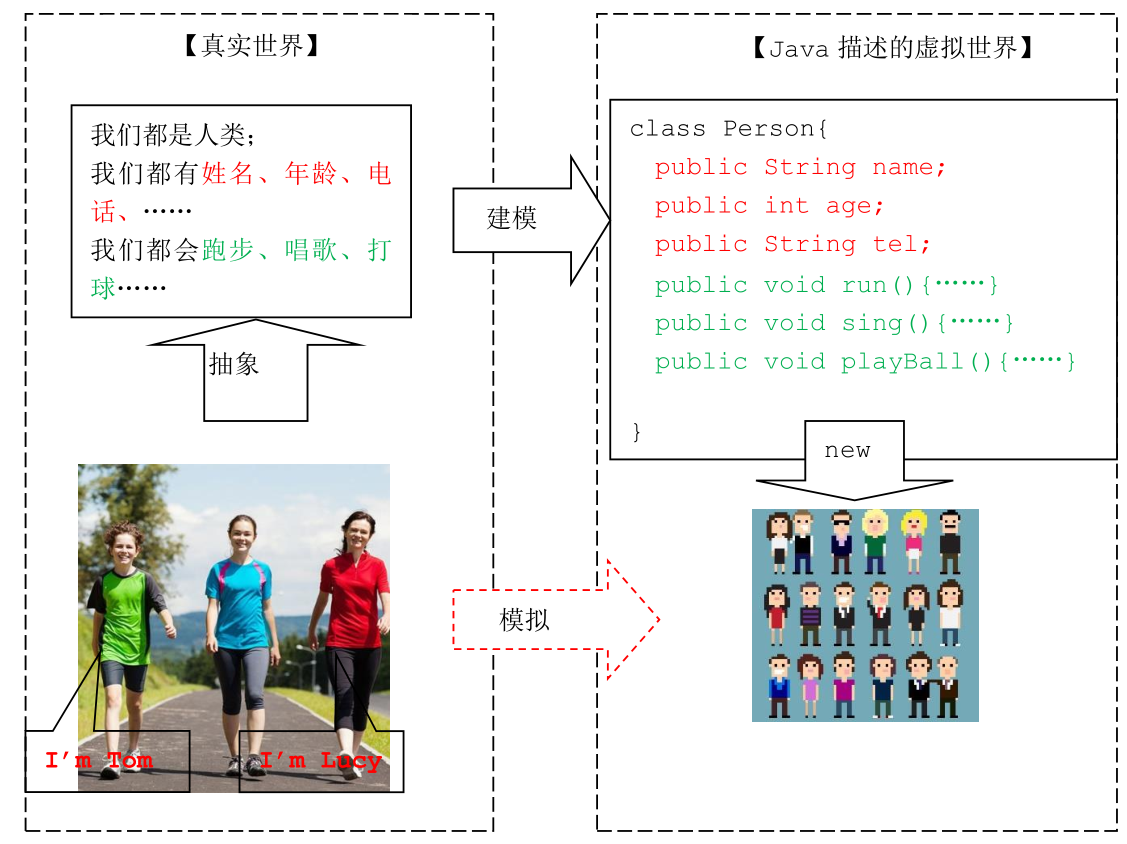 【真实世界】
我们都是人类;
我们都有姓名、年龄、电
话、……
我们都会跑步、唱歌、打
球……
抽象
I’m Tom
I’m Lucy
建模
模拟
【Java 描述的虚拟世界】
class Person{
public String name;
public int age;
public String tel;
public void run(){……}
public void sing(){……}
public void playBall(){……}
}
new